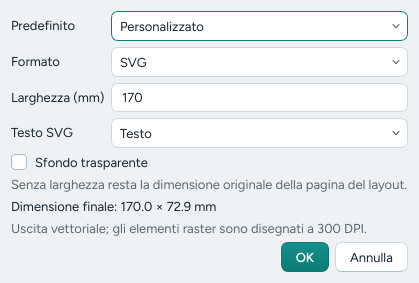 Predefinito
Personalizzato
Formato
SVG
Larghezza (mm)
170
Testo SVG
Testo
Sfondo trasparente
Senza larghezza resta la dimensione originale della pagina del layout.
Dimensione finale: 170.0 × 72.9 mm
Uscita vettoriale; gli elementi raster sono disegnati a 300 DPI.
OK
Annulla